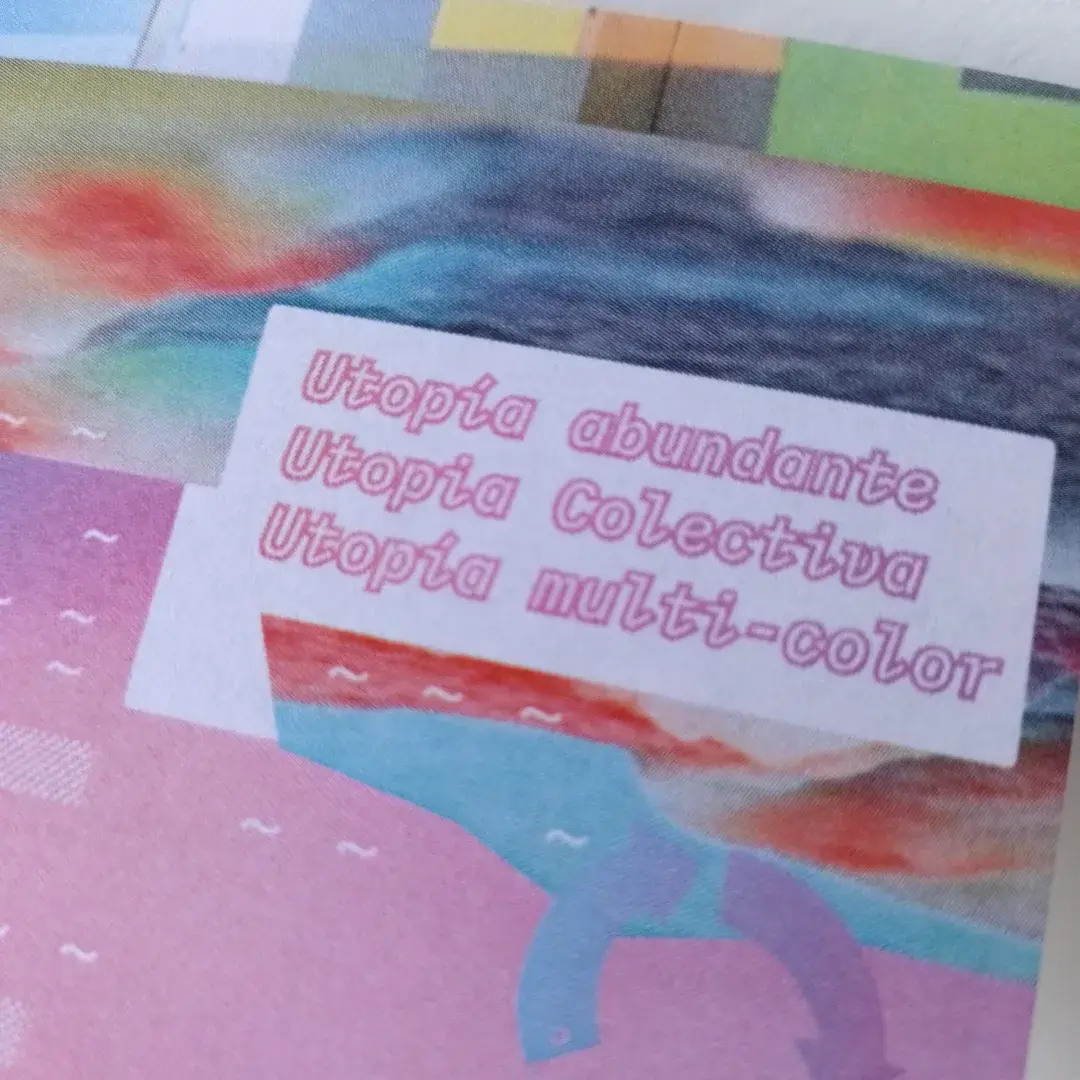 Utopía abundante
Utopia Colectiva
Utopía multi-color